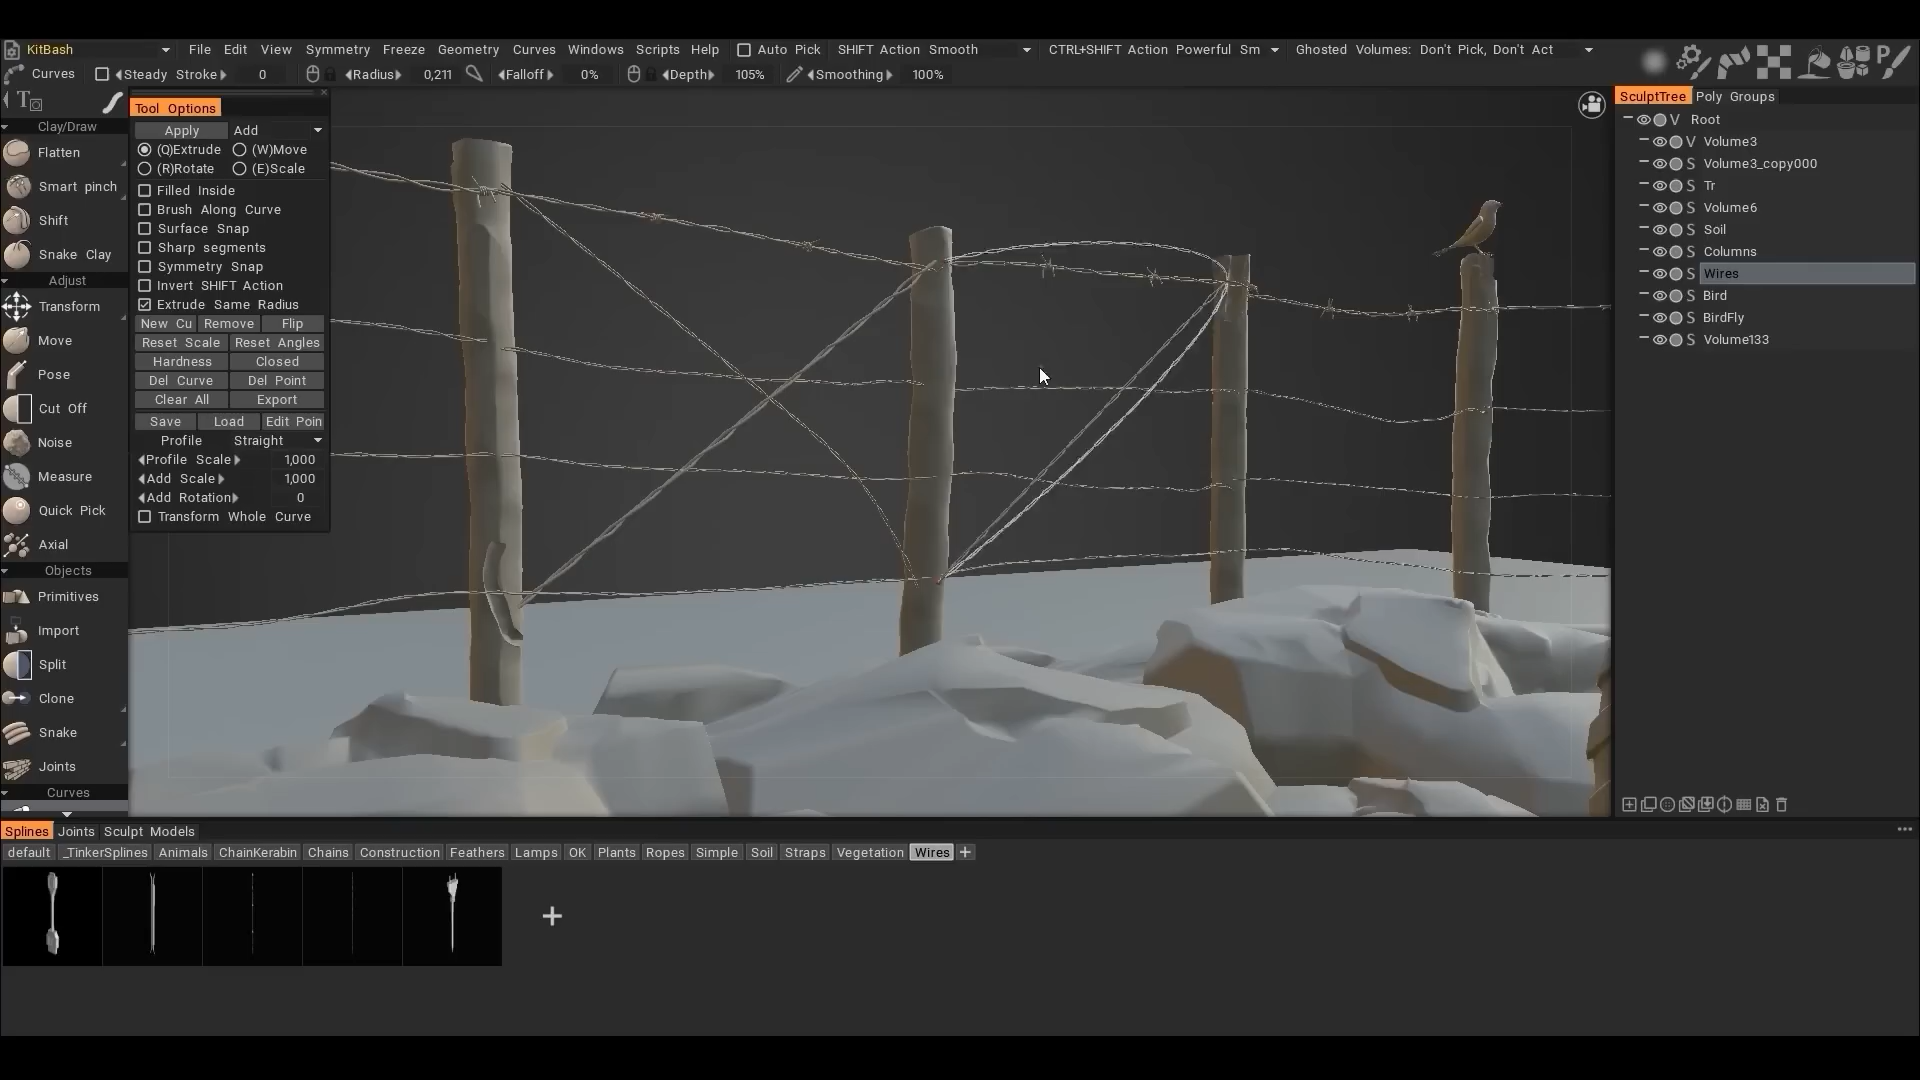 KitBash File Edit View Symmetry Freeze Geometry Curves Windows Scripts Help Auto Pick SHIFT Action Smooth CTRL+SHIFT Action Powerful Sm Ghosted Volumes: Don't Pick, Don't Act
Curves Steady Stroke 0 Radius 0,211 Falloff 0% Depth 105% Smoothing 100%
Clay/Draw
Flatten
Smart pinch
Shift
Snake Clay
Adjust
Transform
Move
Pose
Cut Off
Noise
Measure
Quick Pick
Axial
Objects
Primitives
Import
Split
Clone
Snake
Joints
Curves
Tool Options
Apply Add
(Q)Extrude (W)Move
(R)Rotate (E)Scale
Filled Inside
Brush Along Curve
Surface Snap
Sharp segments
Symmetry Snap
Invert SHIFT Action
Extrude Same Radius
New Cu Remove Flip
Reset Scale Reset Angles
Hardness Closed
Del Curve Del Point
Clear All Export
Save Load Edit Poin
Profile Straight
Profile Scale 1,000
Add Scale 1,000
Add Rotation 0
Transform Whole Curve
SculptTree Poly Groups
V Root
V Volume3
S Volume3_copy000
S Tr
S Volume6
S Soil
S Columns
S Wires
S Bird
S BirdFly
S Volume133
Splines Joints Sculpt Models
default _TinkerSplines Animals ChainKerabin Chains Construction Feathers Lamps OK Plants Ropes Simple Soil Straps Vegetation Wires +